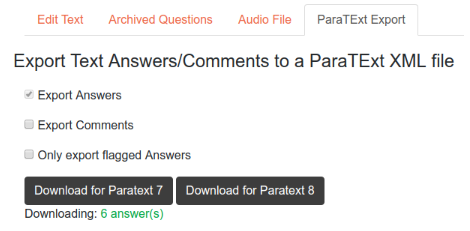 Edit Text Archived Questions Audio File ParaTExt Export
Export Text Answers/Comments to a ParaTExt XML file
Export Answers
Export Comments
Only export flagged Answers
Download for Paratext 7 Download for Paratext 8
Downloading: 6 answer(s)